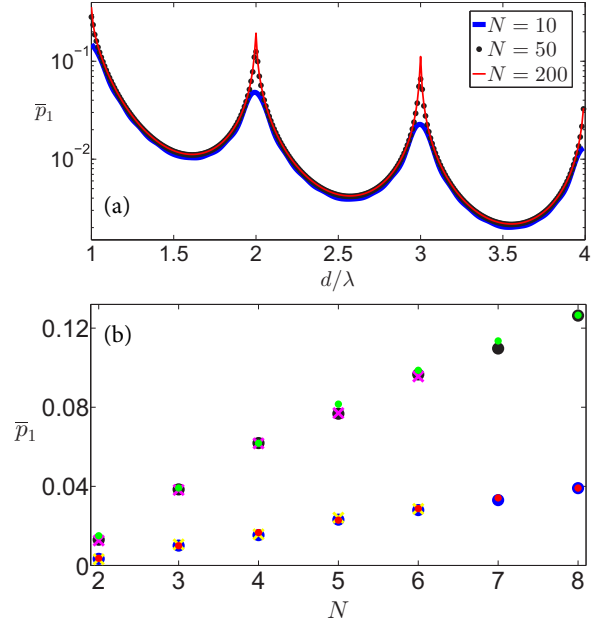 10⁻¹
p̄₁
10⁻²
(a)
N = 10
N = 50
N = 200
1 1.5 2 2.5 3 3.5 4
d/λ
0.12
(b)
0.08
p̄₁
0.04
0
2 3 4 5 6 7 8
N